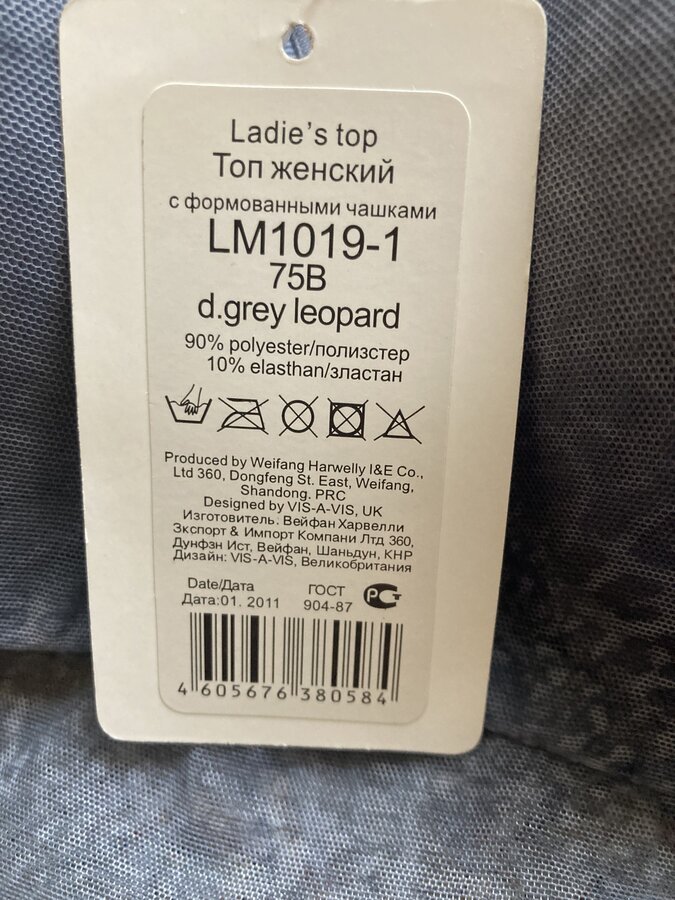 Ladie's top
Топ женский
с формованными чашками
LM1019-1
75B
d.grey leopard
90% polyester/полиэстер
10% elasthan/эластан
Produced by Weifang Harwelly I&E Co.,
Ltd 360, Dongfeng St. East, Weifang,
Shandong. PRC
Designed by VIS-A-VIS, UK
Изготовитель. Вейфан Харвелли
Экспорт & Импорт Компани Лтд 360,
Дунфэн Ист, Вейфан, Шаньдун, КНР
Дизайн: VIS-A-VIS, Великобритания
Date/Дата ГОСТ
Дата:01. 2011 904-87 РСТ
4 605676 380584